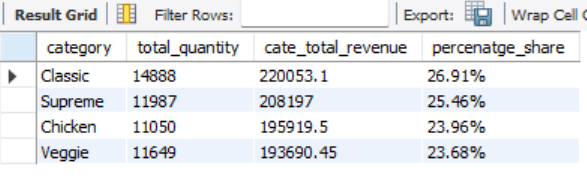 Result Grid Filter Rows: Export: Wrap Cell
category total_quantity cate_total_revenue percenatge_share
Classic 14888 220053.1 26.91%
Supreme 11987 208197 25.46%
Chicken 11050 195919.5 23.96%
Veggie 11649 193690.45 23.68%